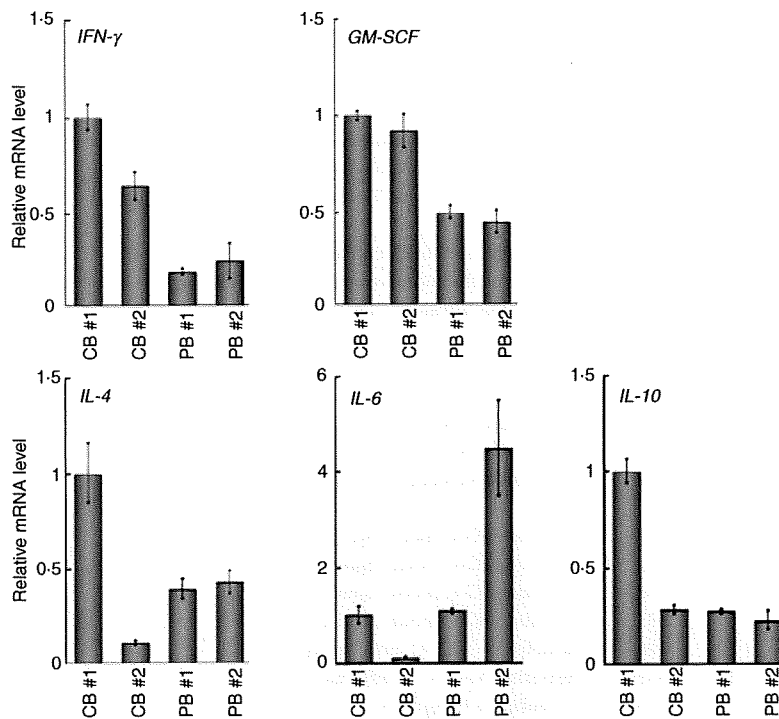 IFN-γ
Relative mRNA level
1·5
1
0·5
0
CB #1
CB #2
PB #1
PB #2
GM-SCF
1·5
1
0·5
0
CB #1
CB #2
PB #1
PB #2
IL-4
Relative mRNA level
1·5
1
0·5
0
CB #1
CB #2
PB #1
PB #2
IL-6
6
4
2
0
CB #1
CB #2
PB #1
PB #2
IL-10
1·5
1
0·5
0
CB #1
CB #2
PB #1
PB #2